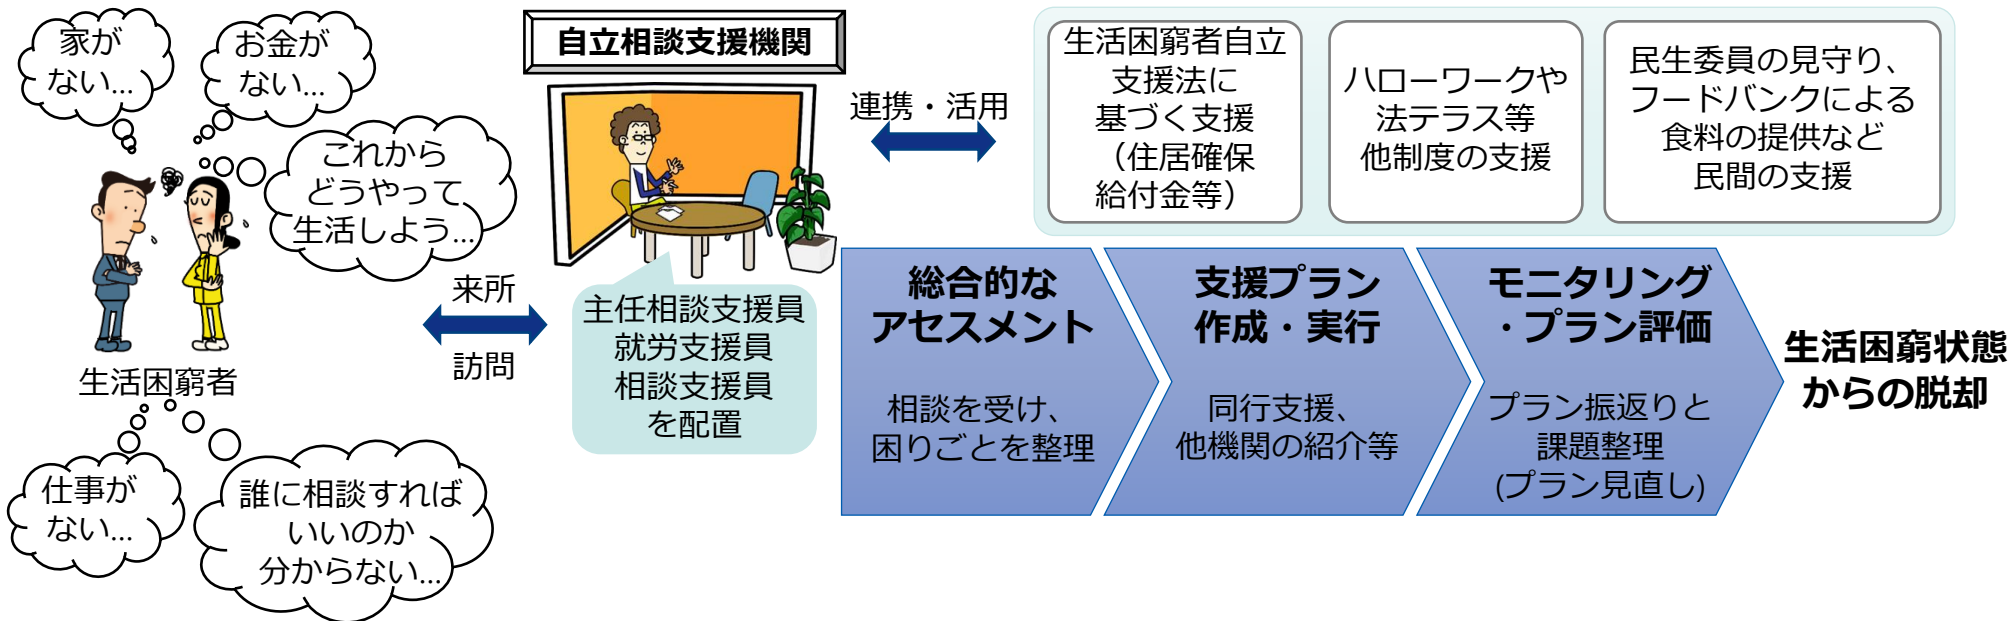 家が
ない...
お金が
ない...
これから
どうやって
生活しよう...
生活困窮者
仕事が
ない...
誰に相談すれば
いいのか
分からない...
来所
訪問
自立相談支援機関
主任相談支援員
就労支援員
相談支援員
を配置
連携・活用
生活困窮者自立
支援法に
基づく支援
（住居確保
給付金等）
ハローワークや
法テラス等
他制度の支援
民生委員の見守り、
フードバンクによる
食料の提供など
民間の支援
総合的な
アセスメント
相談を受け、
困りごとを整理
支援プラン
作成・実行
同行支援、
他機関の紹介等
モニタリング
・プラン評価
プラン振返りと
課題整理
(プラン見直し)
生活困窮状態
からの脱却